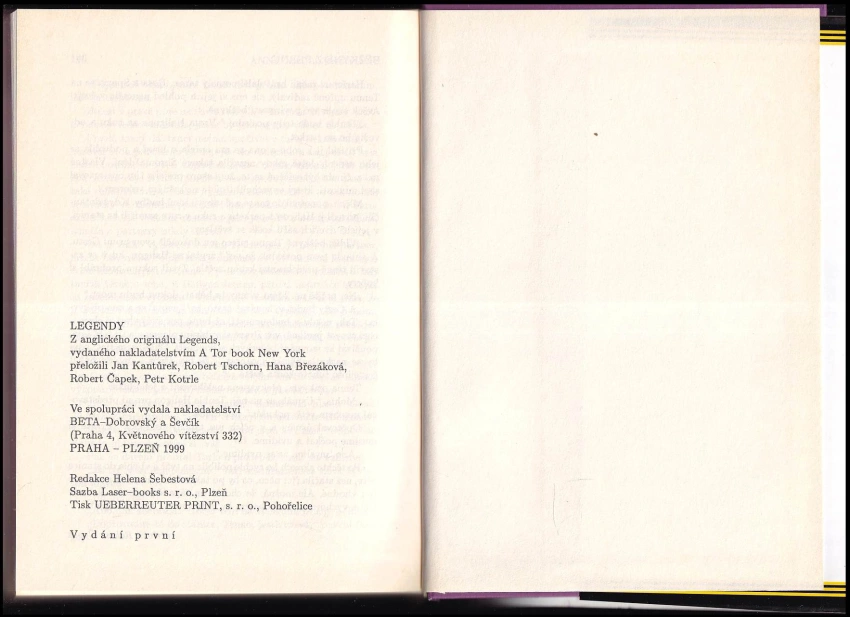 LEGENDY
Z anglického originálu Legends,
vydaného nakladatelstvím A Tor book New York
přeložili Jan Kantůrek, Robert Tschorn, Hana Březáková,
Robert Čapek, Petr Kotrle
Ve spolupráci vydala nakladatelství
BETA–Dobrovský a Ševčík
(Praha 4, Květnového vítězství 332)
PRAHA – PLZEŇ 1999
Redakce Helena Šebestová
Sazba Laser–books s. r. o., Plzeň
Tisk UEBERREUTER PRINT, s. r. o., Pohořelice
Vydání první